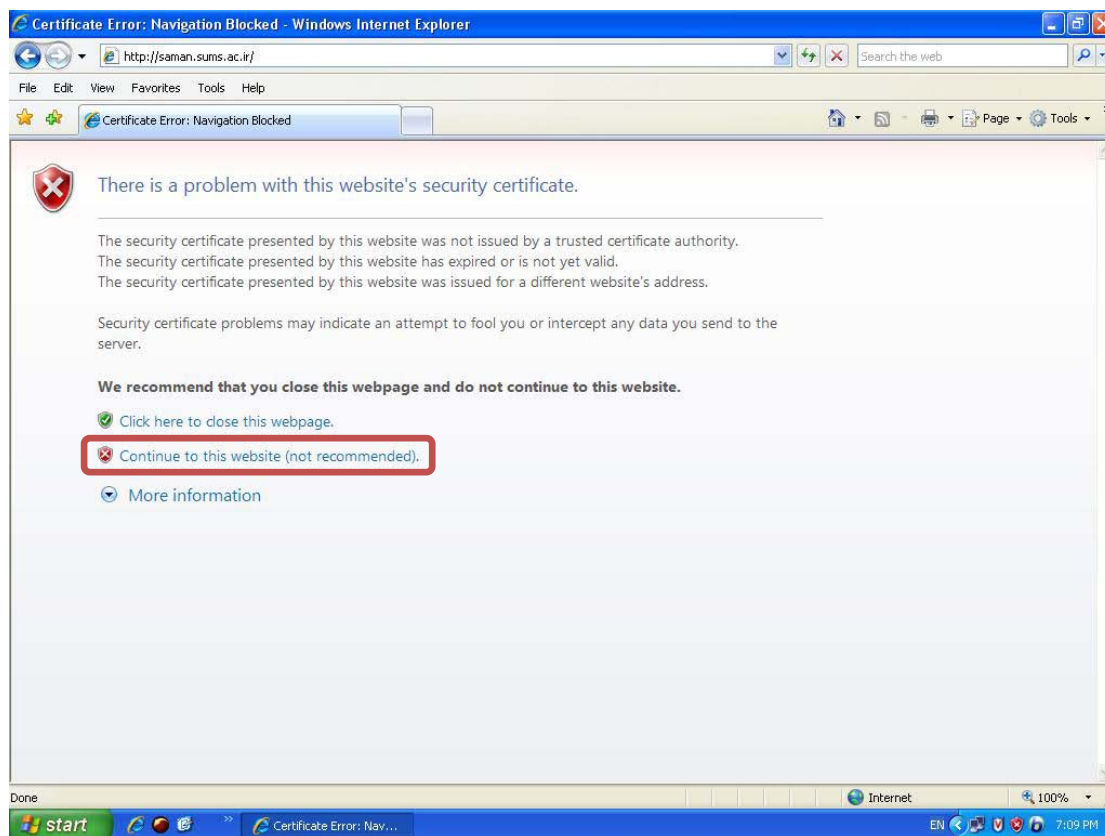 Certificate Error: Navigation Blocked - Windows Internet Explorer
http://saman.sums.ac.ir/
Search the web
File Edit View Favorites Tools Help
Certificate Error: Navigation Blocked
Page Tools
There is a problem with this website's security certificate.
The security certificate presented by this website was not issued by a trusted certificate authority.
The security certificate presented by this website has expired or is not yet valid.
The security certificate presented by this website was issued for a different website's address.
Security certificate problems may indicate an attempt to fool you or intercept any data you send to the
server.
We recommend that you close this webpage and do not continue to this website.
Click here to close this webpage.
Continue to this website (not recommended).
More information
Done
Internet
100%
start
Certificate Error: Nav...
EN
7:09 PM